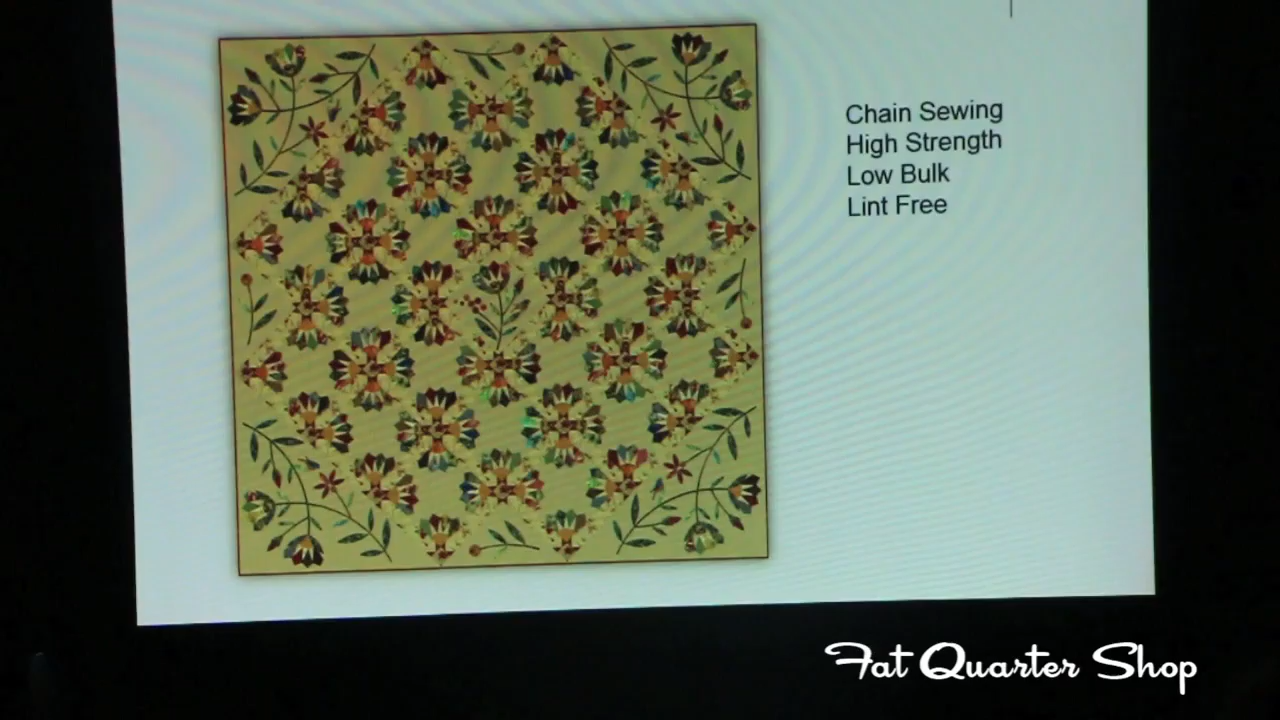 Chain Sewing
High Strength
Low Bulk
Lint Free
Fat Quarter Shop